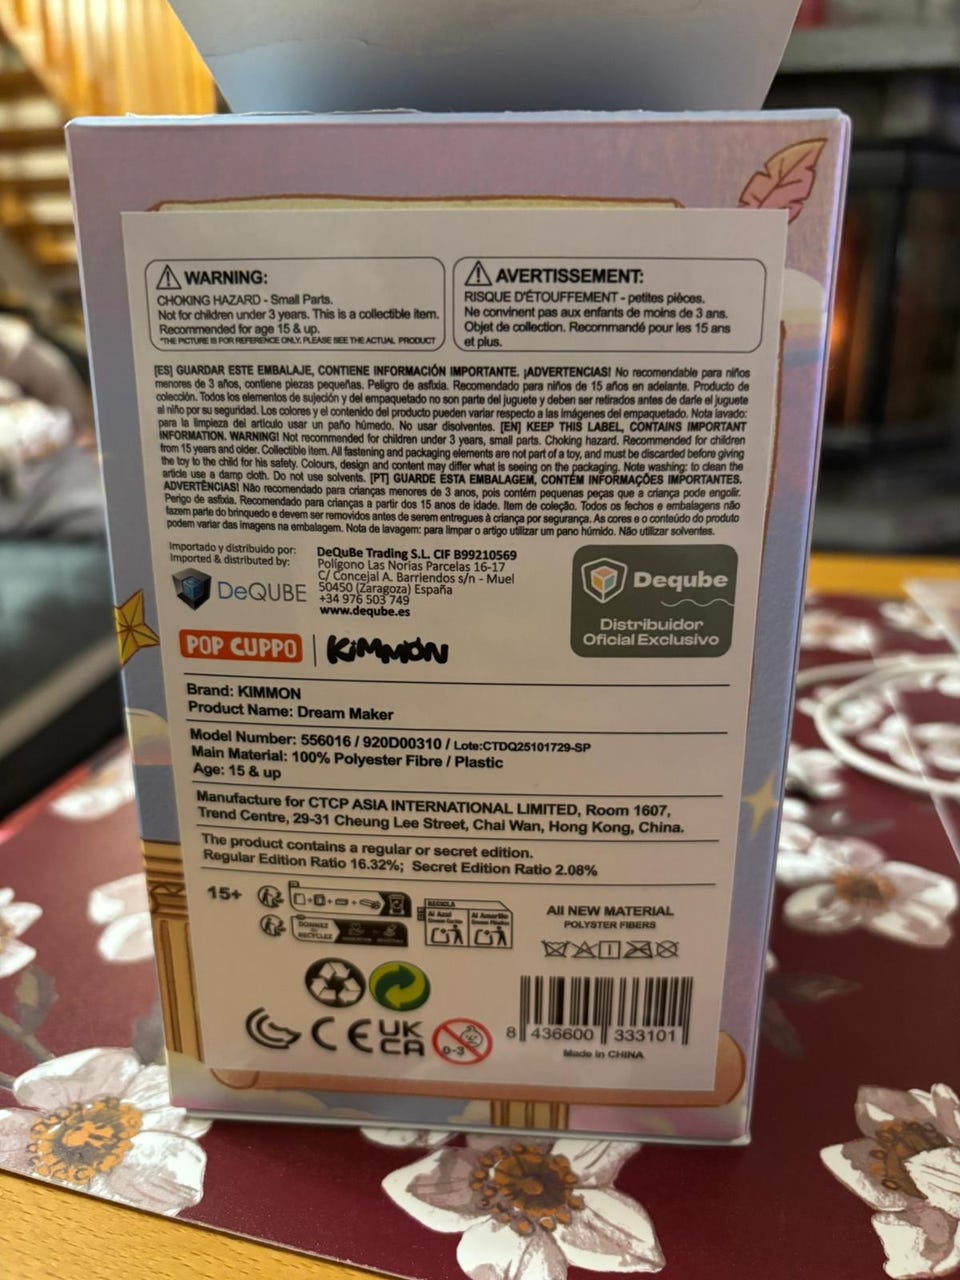 WARNING:
CHOKING HAZARD - Small Parts.
Not for children under 3 years. This is a collectible item.
Recommended for age 15 & up.
*THE PICTURE IS FOR REFERENCE ONLY. PLEASE SEE THE ACTUAL PRODUCT
AVERTISSEMENT:
RISQUE D'ÉTOUFFEMENT - petites pièces.
Ne convinent pas aux enfants de moins de 3 ans.
Objet de collection. Recommandé pour les 15 ans
et plus.
[ES] GUARDAR ESTE EMBALAJE, CONTIENE INFORMACIÓN IMPORTANTE. ¡ADVERTENCIAS! No recomendable para niños
menores de 3 años, contiene piezas pequeñas. Peligro de asfixia. Recomendado para niños de 15 años en adelante. Producto de
colección. Todos los elementos de sujeción y del empaquetado no son parte del juguete y deben ser retirados antes de darle el juguete
al niño por su seguridad. Los colores y el contenido del producto pueden variar respecto a las imágenes del empaquetado. Nota lavado:
para la limpieza del artículo usar un paño húmedo. No usar disolventes. [EN] KEEP THIS LABEL, CONTAINS IMPORTANT
INFORMATION. WARNING! Not recommended for children under 3 years, small parts. Choking hazard. Recommended for children
from 15 years and older. Collectible item. All fastening and packaging elements are not part of a toy, and must be discarded before giving
the toy to the child for his safety. Colours, design and content may differ what is seeing on the packaging. Note washing: to clean the
article use a damp cloth. Do not use solvents. [PT] GUARDE ESTA EMBALAGEM, CONTÉM INFORMAÇÕES IMPORTANTES.
ADVERTÊNCIAS! Não recomendado para crianças menores de 3 anos, pois contém pequenas peças que a criança pode engolir.
Perigo de asfixia. Recomendado para crianças a partir dos 15 anos de idade. Item de coleção. Todos os fechos e embalagens não
fazem parte do brinquedo e devem ser removidos antes de serem entregues à criança por segurança. As cores e o conteúdo do produto
podem variar das imagens na embalagem. Nota de lavagem: para limpar o artigo utilizar um pano húmido. Não utilizar solventes.
Importado y distribuido por:
Imported & distributed by:
DeQUBE
DeQuBe Trading S.L. CIF B99210569
Polígono Las Norias Parcelas 16-17
C/ Concejal A. Barriendos s/n - Muel
50450 (Zaragoza) España
+34 976 503 749
www.deqube.es
Deqube
Distribuidor
Oficial Exclusivo
POP CUPPO
KiMMON
Brand: KIMMON
Product Name: Dream Maker
Model Number: 556016 / 920D00310 / Lote:CTDQ25101729-SP
Main Material: 100% Polyester Fibre / Plastic
Age: 15 & up
Manufacture for CTCP ASIA INTERNATIONAL LIMITED, Room 1607,
Trend Centre, 29-31 Cheung Lee Street, Chai Wan, Hong Kong, China.
The product contains a regular or secret edition.
Regular Edition Ratio 16.32%; Secret Edition Ratio 2.08%
15+
DONNEZ
RECYCLEZ
RECICLA
Al Azul
Al Amarillo
All NEW MATERIAL
POLYSTER FIBERS
CE
UK
CA
0-3
8 436600 333101
Made in CHINA